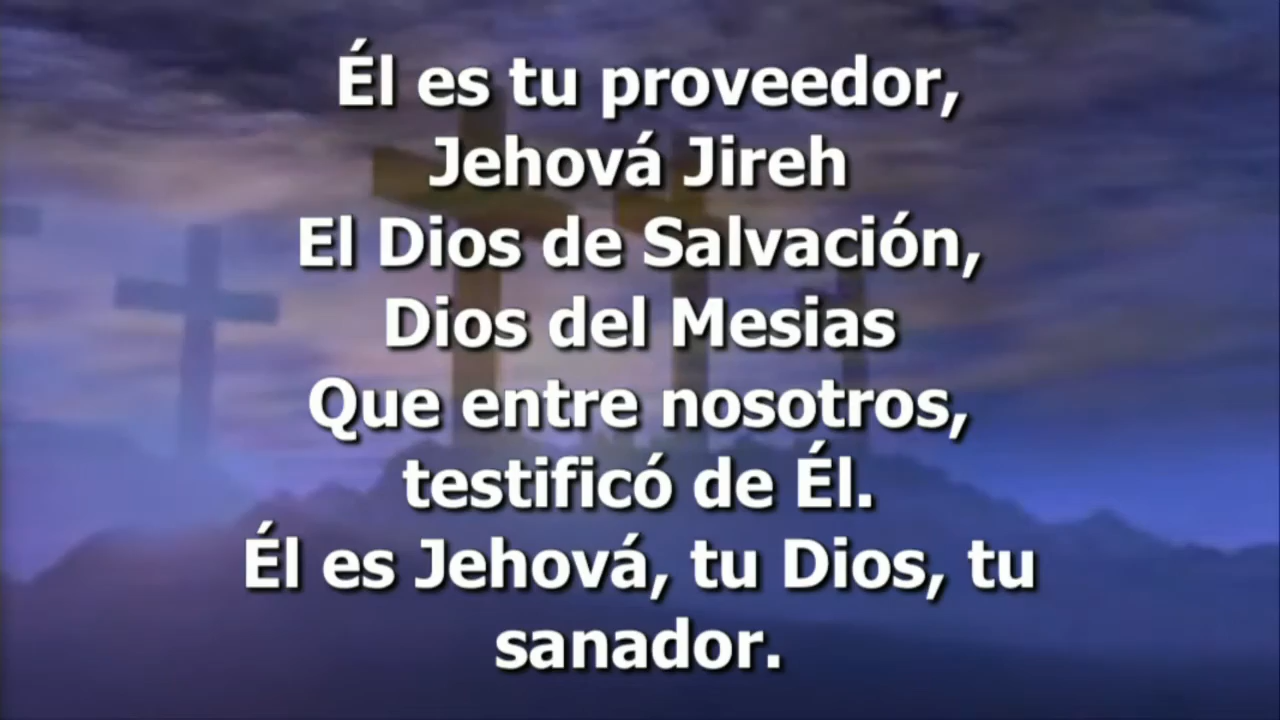 Él es tu proveedor,
Jehová Jireh
El Dios de Salvación,
Dios del Mesias
Que entre nosotros,
testificó de Él.
Él es Jehová, tu Dios, tu
sanador.